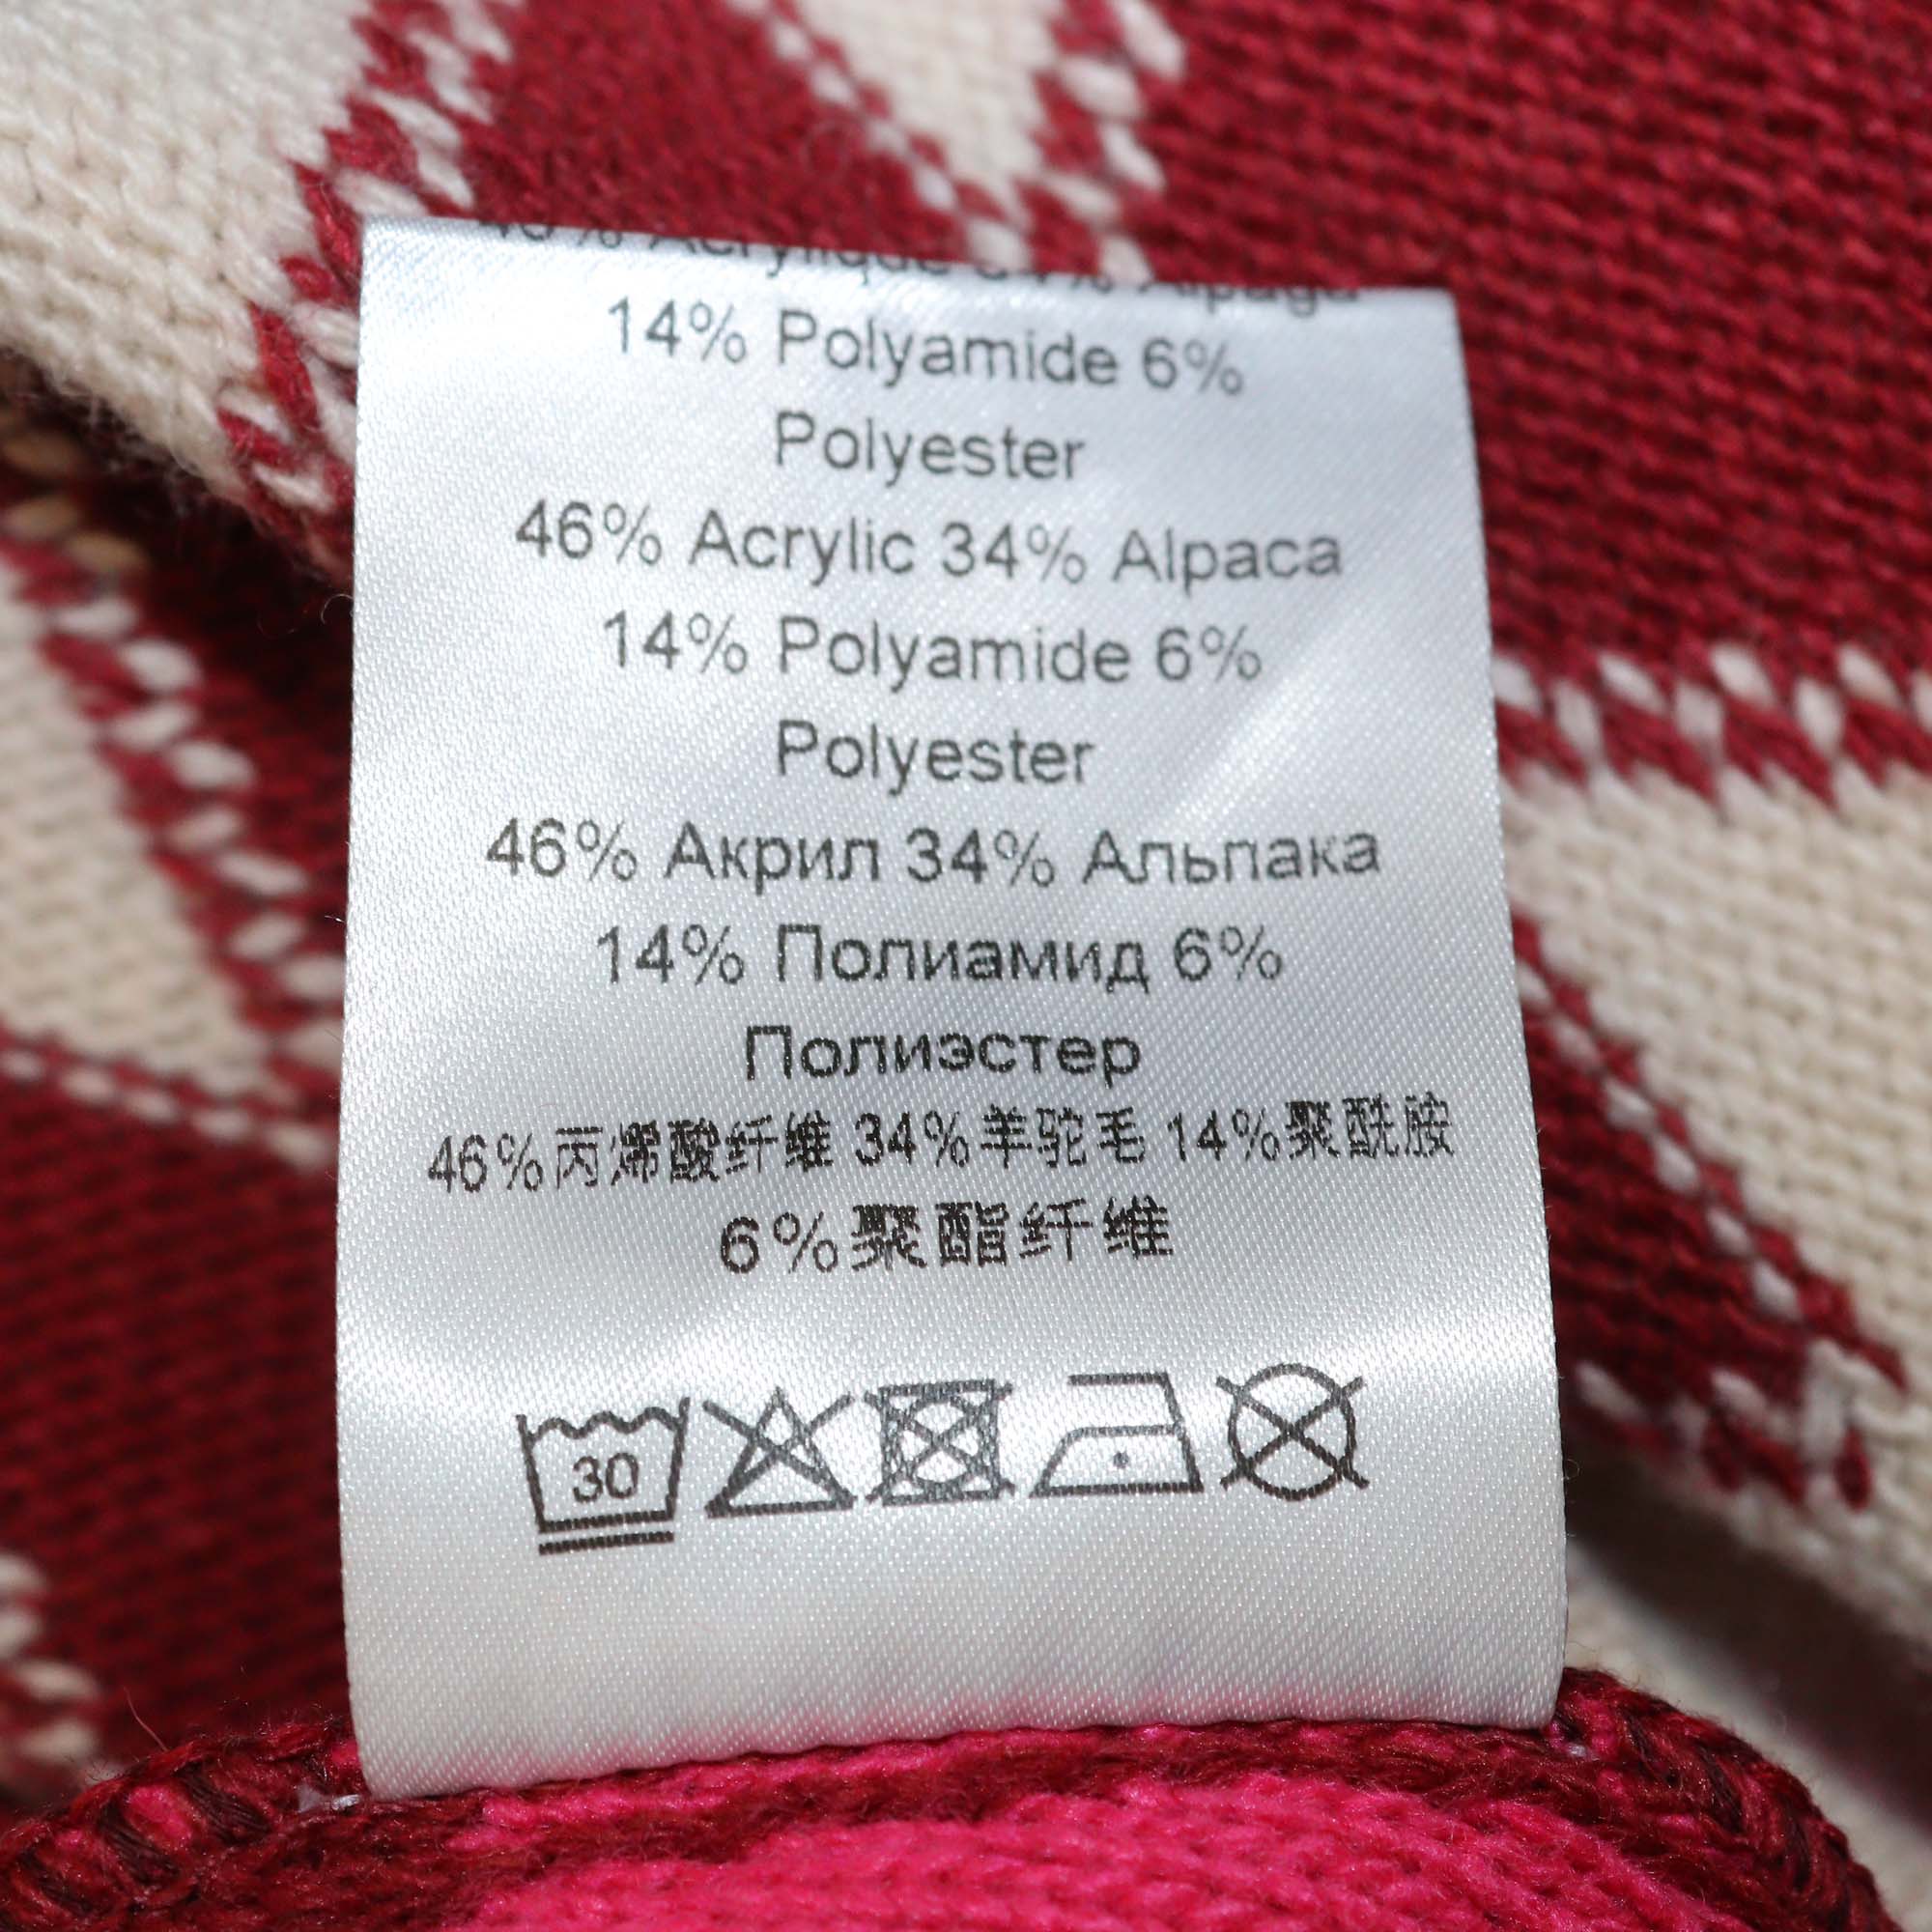 14% Polyamide 6%
Polyester
46% Acrylic 34% Alpaca
14% Polyamide 6%
Polyester
46% Акрил 34% Альпака
14% Полиамид 6%
Полиэстер
46%丙烯酸纤维 34%羊驼毛 14%聚酰胺
6%聚酯纤维
30